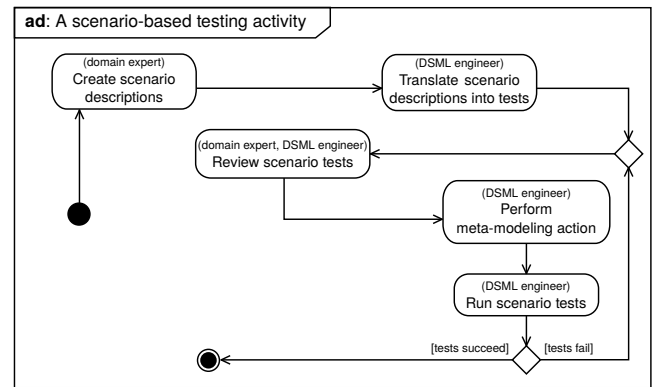 ad: A scenario-based testing activity
(domain expert)
Create scenario
descriptions
(DSML engineer)
Translate scenario
descriptions into tests
(domain expert, DSML engineer)
Review scenario tests
(DSML engineer)
Perform
meta-modeling action
(DSML engineer)
Run scenario tests
[tests succeed]
[tests fail]